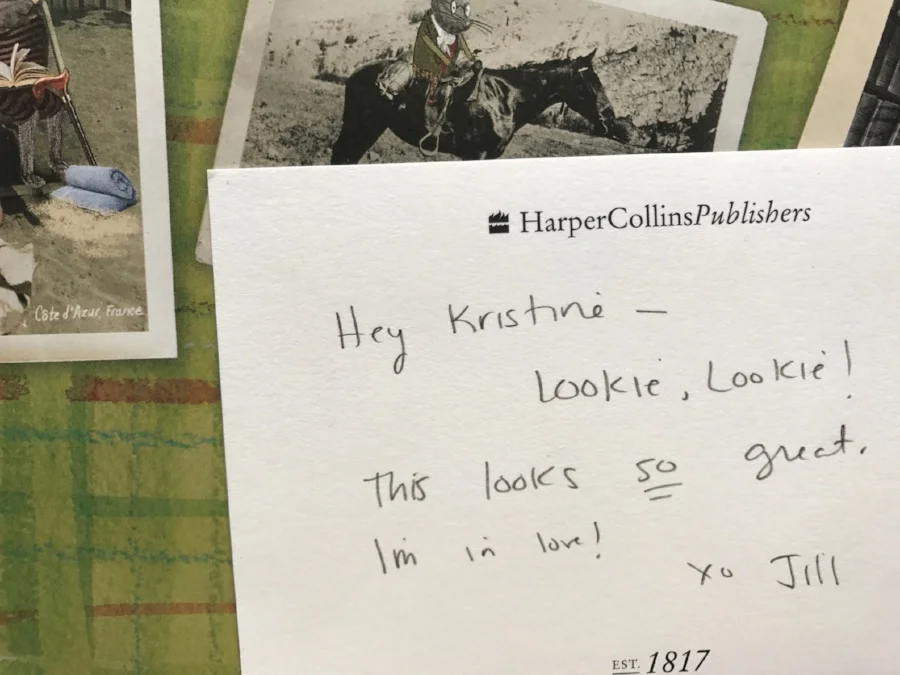 Côte d'Azur, France
HarperCollinsPublishers
Hey Kristine —
Lookie, Lookie!
This looks so great.
I'm in love!
xo Jill
EST. 1817